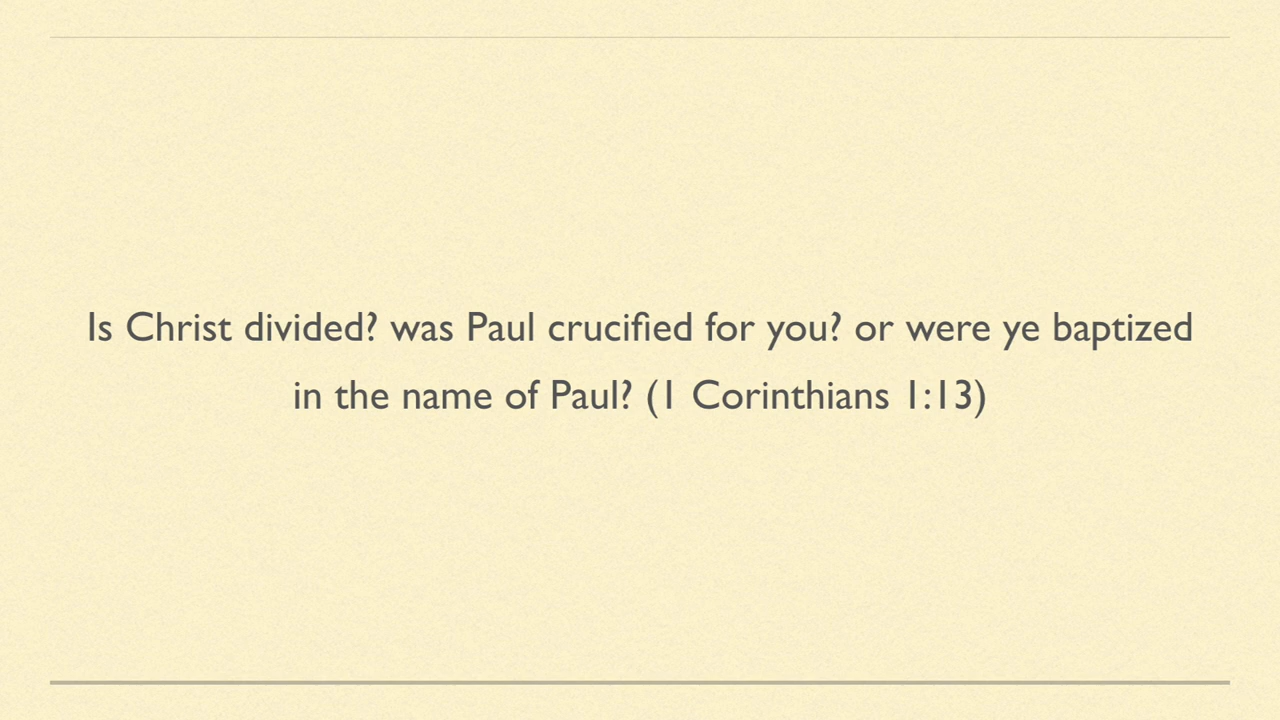 Is Christ divided? was Paul crucified for you? or were ye baptized
in the name of Paul? (1 Corinthians 1:13)